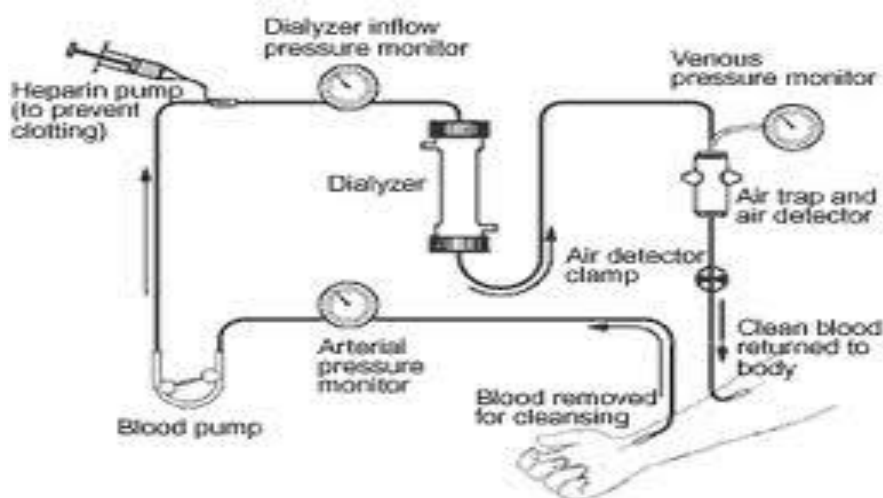 Dialyzer inflow
pressure monitor
Venous
pressure monitor
Heparin pump
(to prevent
clotting)
Dialyzer
Air trap and
air detector
Air detector
clamp
Arterial
pressure
monitor
Clean blood
returned to
body
Blood pump
Blood removed
for cleansing